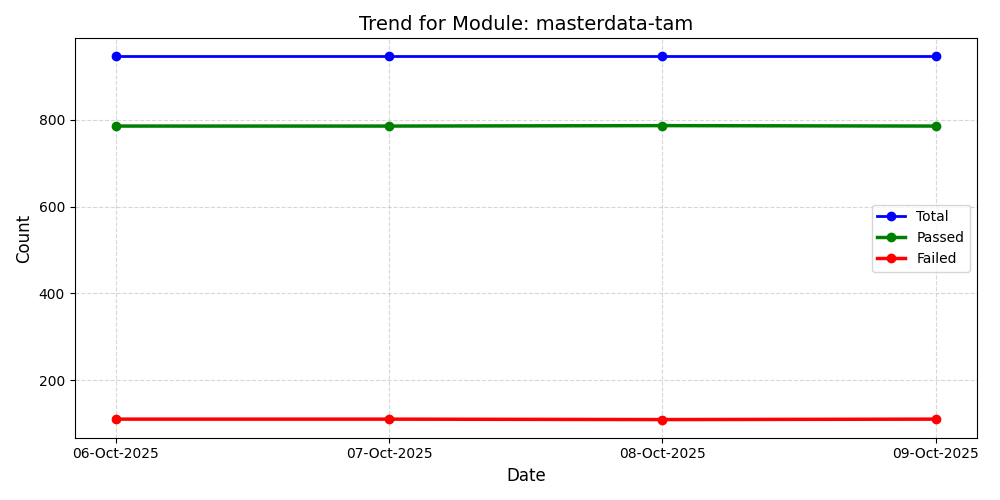 Trend for Module: masterdata-tam
Count
800
600
400
200
Total
Passed
Failed
06-Oct-2025
07-Oct-2025
08-Oct-2025
09-Oct-2025
Date